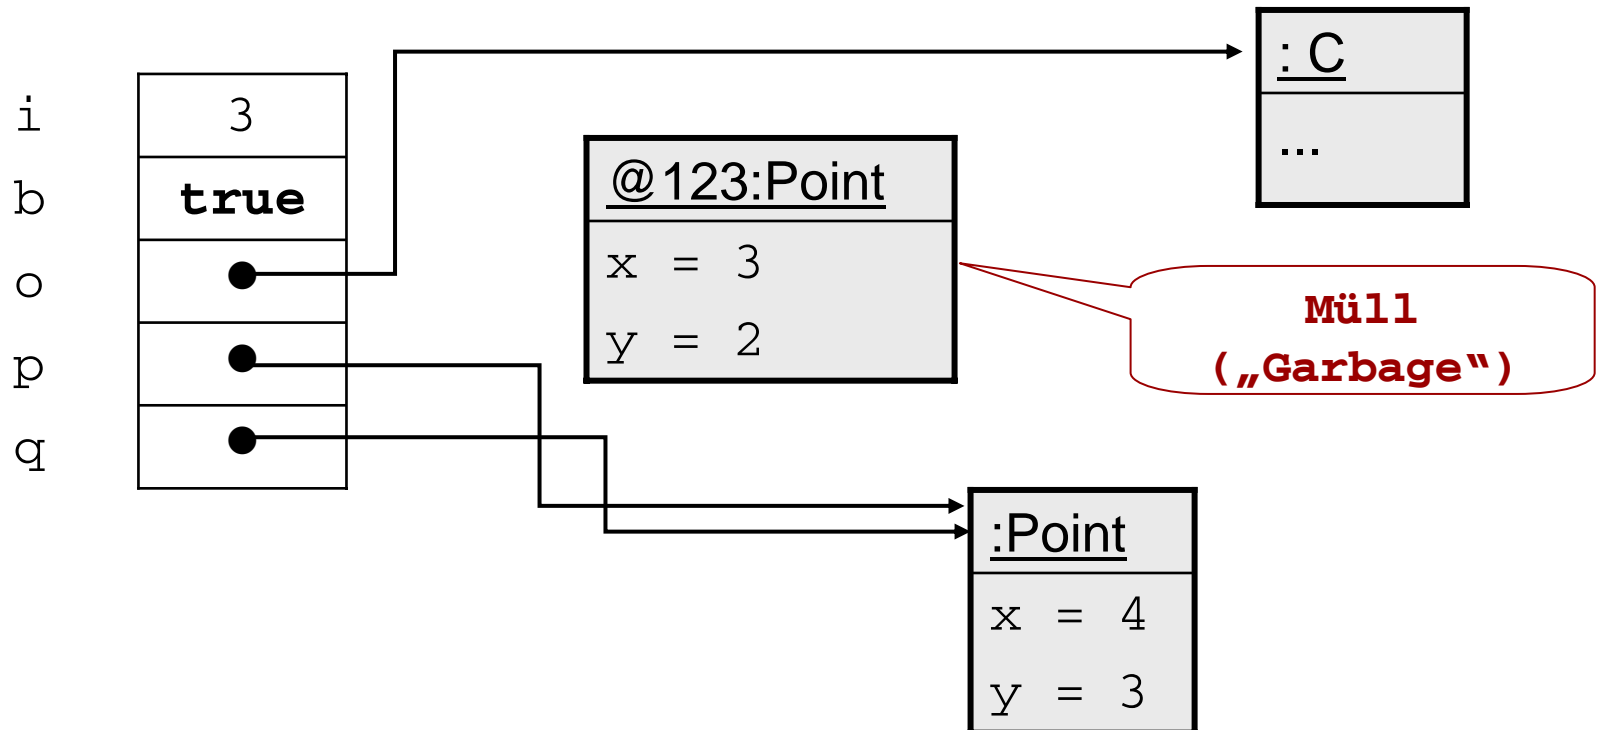 i 3
b true
o
p
q
: C
...
@123:Point
x = 3
y = 2
Müll
(„Garbage“)
:Point
x = 4
y = 3